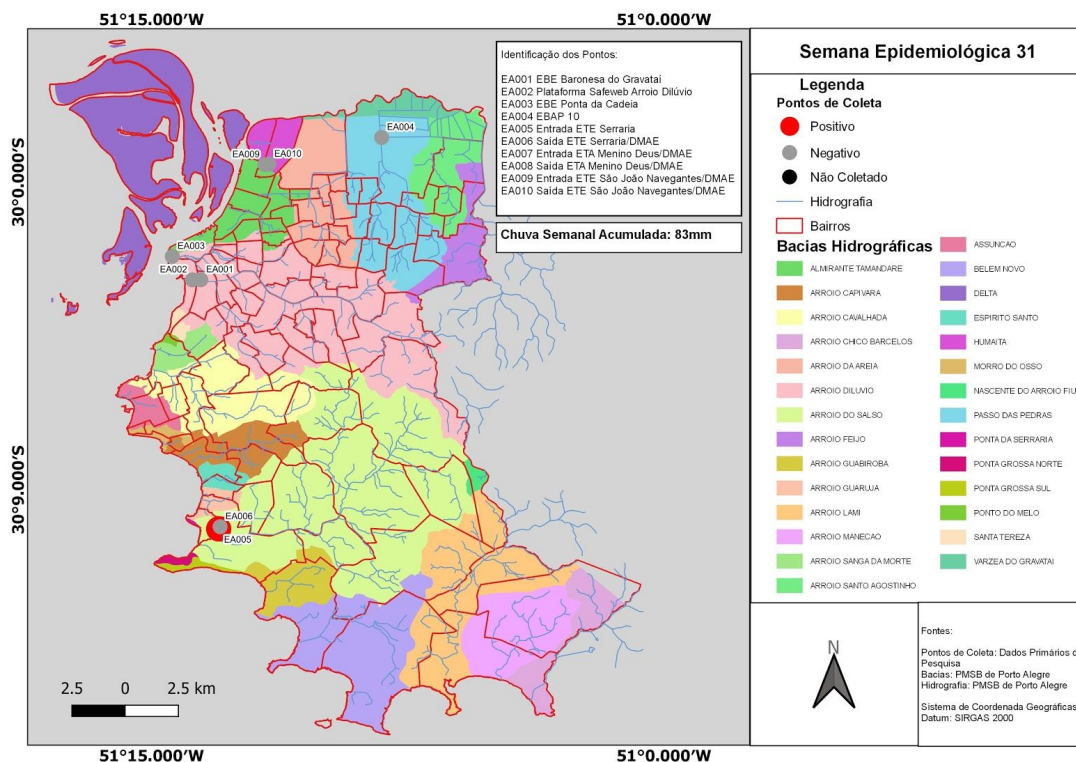 51°15.000'W
51°0.000'W
30°0.000'S
30°9.000'S
51°15.000'W
51°0.000'W
Identificação dos Pontos:
EA001 EBE Baronesa do Gravatai
EA002 Plataforma Safeweb Arroio Dilúvio
EA003 EBE Ponta da Cadeia
EA004 EBAP 10
EA005 Entrada ETE Serraria
EA006 Saída ETE Serraria/DMAE
EA007 Entrada ETA Menino Deus/DMAE
EA008 Saída ETA Menino Deus/DMAE
EA009 Entrada ETE São João Navegantes/DMAE
EA010 Saída ETE São João Navegantes/DMAE
Chuva Semanal Acumulada: 83mm
EA004
EA009
EA010
EA003
EA002
EA001
EA006
EA005
2.5
0
2.5 km
Semana Epidemiológica 31
Legenda
Pontos de Coleta
Positivo
Negativo
Não Coletado
Hidrografia
Bairros
Bacias Hidrográficas
ALMIRANTE TAMANDARE
ARROIO CAPIVARA
ARROIO CAVALHADA
ARROIO CHICO BARCELOS
ARROIO DA AREIA
ARROIO DILUVIO
ARROIO DO SALSO
ARROIO FEIJO
ARROIO GUABIROBA
ARROIO GUARUJA
ARROIO LAMI
ARROIO MANECAO
ARROIO SANGA DA MORTE
ARROIO SANTO AGOSTINHO
ASSUNCAO
BELEM NOVO
DELTA
ESPIRITO SANTO
HUMAITA
MORRO DO OSSO
NASCENTE DO ARROIO FIU
PASSO DAS PEDRAS
PONTA DA SERRARIA
PONTA GROSSA NORTE
PONTA GROSSA SUL
PONTO DO MELO
SANTA TEREZA
VARZEA DO GRAVATAI
N
Fontes:
Pontos de Coleta: Dados Primários d
Pesquisa
Bacias: PMSB de Porto Alegre
Hidrografia: PMSB de Porto Alegre
Sistema de Coordenada Geográficas
Datum: SIRGAS 2000